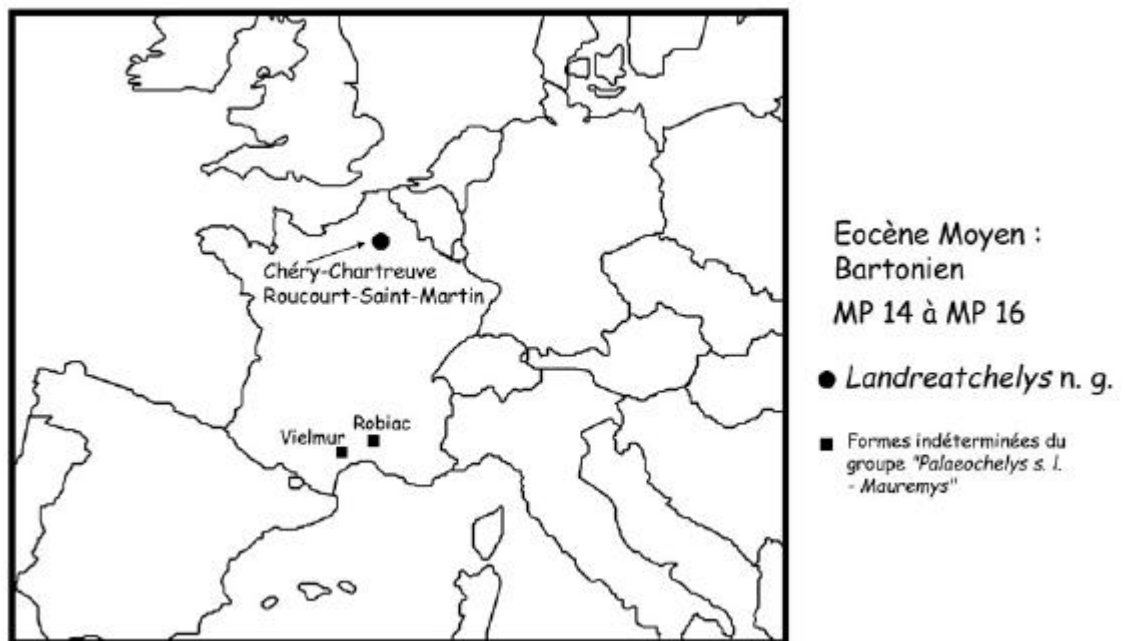 Chéry-Chartreuve
Roucourt-Saint-Martin
Robiac
Vielmur
Eocène Moyen :
Bartonien
MP 14 à MP 16
Landreatchelys n. g.
Formes indéterminées du
groupe "Palaeochelys s. l.
- Mauremys"